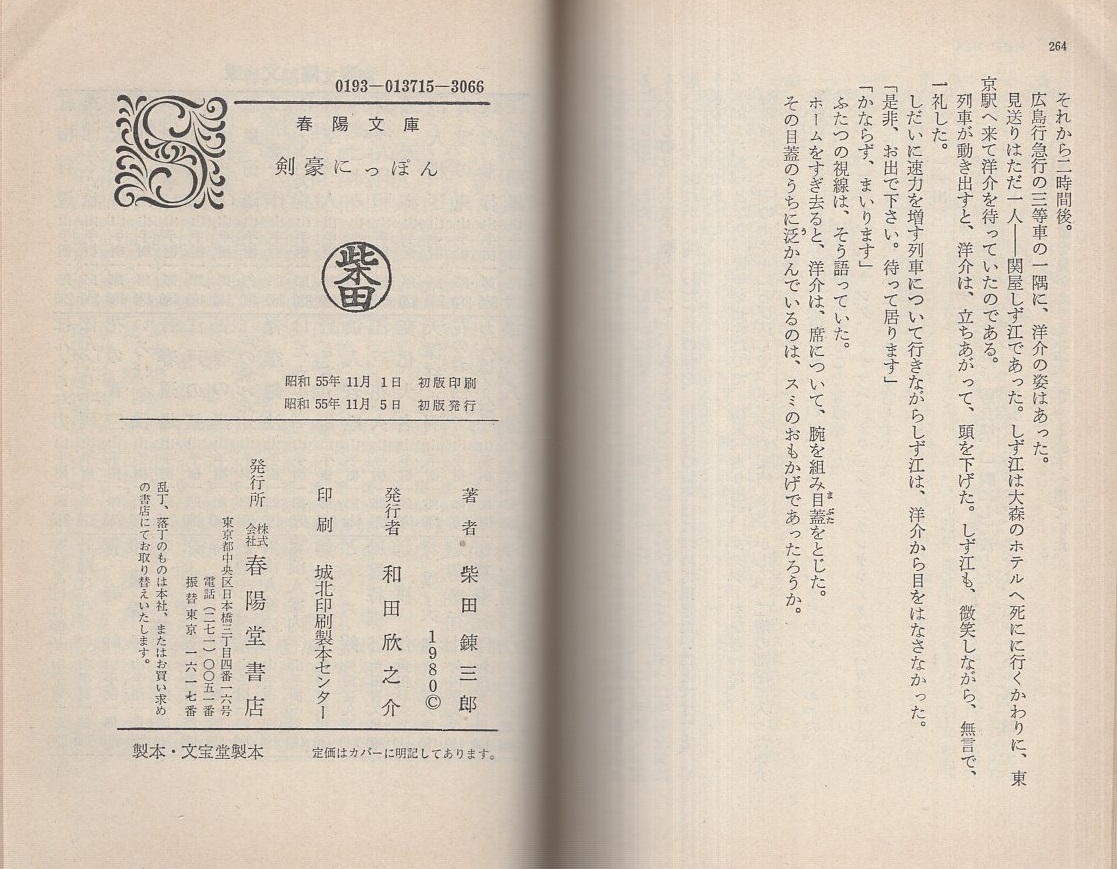 264
それから二時間後。
広島行急行の三等車の一隅に、洋介の姿はあった。
見送りはただ一人――関屋しず江であった。しず江は大森のホテルへ死にに行くかわりに、東
京駅へ来て洋介を待っていたのである。
列車が動き出すと、洋介は、立ちあがって、頭を下げた。しず江も、微笑しながら、無言で、
一礼した。
しだいに速力を増す列車について行きながらしず江は、洋介から目をはなさなかった。
「是非、お出で下さい。待って居ります」
「かならず、まいります」
ふたつの視線は、そう語っていた。
ホームをすぎ去ると、洋介は、席について、腕を組み目蓋をとじた。
その目蓋のうちに泛かんでいるのは、スミのおもかげであったろうか。
0193—013715—3066
S
春陽文庫
剣豪にっぽん
柴田
昭和55年11月1日 初版印刷
昭和55年11月5日 初版発行
著者 柴田錬三郎
1980©
発行者 和田欣之介
印刷 城北印刷製本センター
発行所 株式会社 春陽堂書店
東京都中央区日本橋三丁目四番一六号
電話(二七一)〇〇五一番
振替東京 一六一七番
乱丁、落丁のものは本社、またはお買い求め
の書店にてお取り替えいたします。
定価はカバーに明記してあります。
製本・文宝堂製本